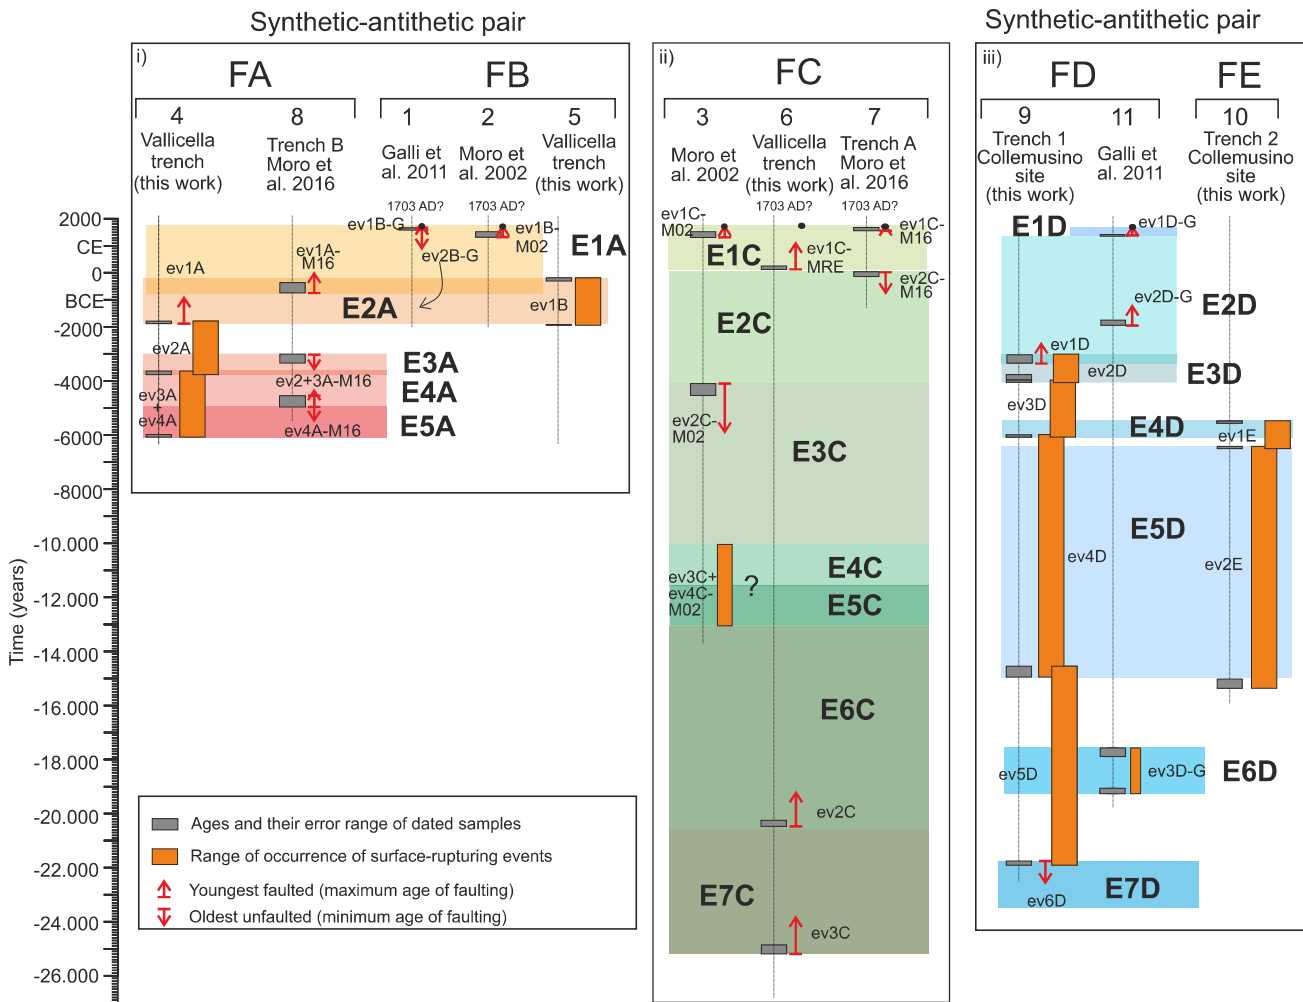 Synthetic-antithetic pair
Synthetic-antithetic pair
i)
FA
FB
4
Vallicella
trench
(this work)
8
Trench B
Moro et
al. 2016
1
Galli et
al. 2011
2
Moro et
al. 2002
5
Vallicella
trench
(this work)
1703 AD?
1703 AD?
ev1B-G
ev1B-
M02
E1A
ev2B-G
ev1A
ev1A-
M16
E2A
ev1B
ev2A
E3A
ev2+3A-M16
E4A
ev3A
+
ev4A
ev4A-M16
E5A
ii)
FC
3
Moro et
al. 2002
6
Vallicella
trench
(this work)
7
Trench A
Moro et
al. 2016
1703 AD?
1703 AD?
ev1C-
M02
E1C
ev1C-
MRE
ev1C-
M16
ev2C-
M16
E2C
ev2C-
M02
E3C
ev3C+
ev4C-
M02
?
E4C
E5C
E6C
ev2C
E7C
ev3C
iii)
FD
FE
9
Trench 1
Collemusino
site
(this work)
11
Galli et
al. 2011
10
Trench 2
Collemusino
site
(this work)
E1D
ev1D-G
ev2D-G
E2D
ev1D
ev2D
E3D
ev3D
E4D
ev1E
E5D
ev4D
ev2E
ev5D
ev3D-G
E6D
E7D
ev6D
Time (years)
2000
CE
0
BCE
-2000
-4000
-6000
-8000
-10.000
-12.000
-14.000
-16.000
-18.000
-20.000
-22.000
-24.000
-26.000
Ages and their error range of dated samples
Range of occurrence of surface-rupturing events
Youngest faulted (maximum age of faulting)
Oldest unfaulted (minimum age of faulting)